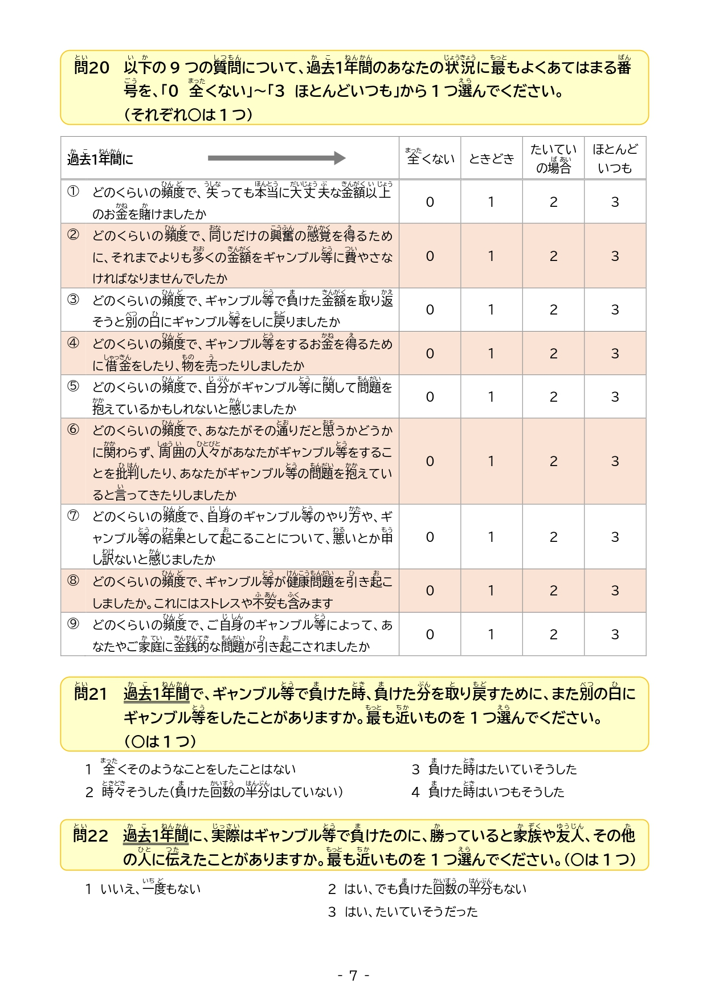 問20 以下の9つの質問について、過去1年間のあなたの状況に最もよくあてはまる番
号を、「0 全くない」～「3 ほとんどいつも」から1つ選んでください。
（それぞれ〇は1つ）
過去1年間に 全くない ときどき たいていの場合 ほとんどいつも
① どのくらいの頻度で、失っても本当に大丈夫な金額以上
のお金を賭けましたか
0 1 2 3
② どのくらいの頻度で、同じだけの興奮の感覚を得るため
に、それまでよりも多くの金額をギャンブル等に費やさな
ければなりませんでしたか
0 1 2 3
③ どのくらいの頻度で、ギャンブル等で負けた金額を取り返
そうと別の日にギャンブル等をしに戻りましたか
0 1 2 3
④ どのくらいの頻度で、ギャンブル等をするお金を得るため
に借金をしたり、物を売ったりしましたか
0 1 2 3
⑤ どのくらいの頻度で、自分がギャンブル等に関して問題を
抱えているかもしれないと感じましたか
0 1 2 3
⑥ どのくらいの頻度で、あなたがその通りだと思うかどうか
に関わらず、周囲の人々があなたがギャンブル等をするこ
とを批判したり、あなたがギャンブル等の問題を抱えてい
ると言ってきたりしましたか
0 1 2 3
⑦ どのくらいの頻度で、自身のギャンブル等のやり方や、ギ
ャンブル等の結果として起こることについて、悪いとか申
し訳ないと感じましたか
0 1 2 3
⑧ どのくらいの頻度で、ギャンブル等が健康問題を引き起こ
しましたか。これにはストレスや不安も含みます
0 1 2 3
⑨ どのくらいの頻度で、ご自身のギャンブル等によって、あ
なたやご家庭に金銭的な問題が引き起こされましたか
0 1 2 3
問21 過去1年間で、ギャンブル等で負けた時、負けた分を取り戻すために、また別の日に
ギャンブル等をしたことがありますか。最も近いものを1つ選んでください。
（〇は1つ）
1 全くそのようなことをしたことはない
2 時々そうした（負けた回数の半分はしていない）
3 負けた時はたいていそうした
4 負けた時はいつもそうした
問22 過去1年間に、実際はギャンブル等で負けたのに、勝っていると家族や友人、その他
の人に伝えたことがありますか。最も近いものを1つ選んでください。（〇は1つ）
1 いいえ、一度もない
2 はい、でも負けた回数の半分もない
3 はい、たいていそうだった
- 7 -